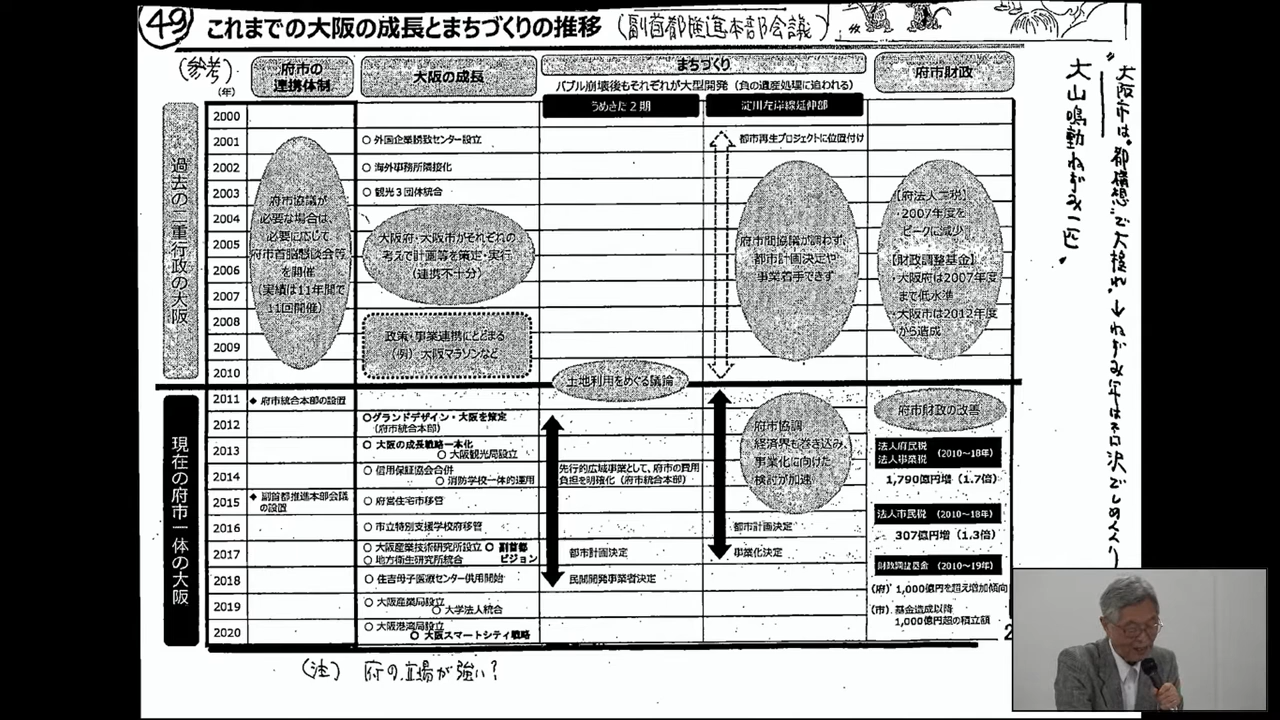 49
これまでの大阪の成長とまちづくりの推移 (副首都推進本部会議)
(参考)
(年)
府市の
連携体制
大阪の成長
まちづくり
バブル崩壊後もそれぞれが大型開発(負の遺産処理に追われる)
うめきた2期
淀川左岸線延伸部
府市財政
過去の二重行政の大阪
2000
2001
2002
2003
2004
2005
2006
2007
2008
2009
2010
府市協議が
必要な場合は、
必要に応じて
府市首脳懇談会等
を開催
(実績は11年間で
11回開催)
○ 外国企業誘致センター設立
○ 海外事務所隣接化
○ 観光3団体統合
大阪府・大阪市がそれぞれの
考えで計画等を策定・実行
(連携不十分)
政策・事業連携にとどまる
(例)大阪マラソンなど
土地利用をめぐる議論
都市再生プロジェクトに位置付け
府市間協議が調わず、
都市計画決定や
事業着手できず
【府法人二税】
・2007年度を
ピークに減少
【財政調整基金】
・大阪府は2007年度
まで低水準
・大阪市は2012年度
から造成
現在の府市一体の大阪
2011
2012
2013
2014
2015
2016
2017
2018
2019
2020
◆ 府市統合本部の設置
◆ 副首都推進本部会議
の設置
○グランドデザイン・大阪を策定
(府市統合本部)
○ 大阪の成長戦略一本化
○ 大阪観光局設立
○ 信用保証協会合併
○ 消防学校一体的運用
○ 府営住宅市移管
○ 市立特別支援学校府移管
○ 大阪産業技術研究所設立 ○ 副首都
ビジョン
○ 地方衛生研究所統合
○ 住吉母子医療センター供用開始
○ 大阪産業局設立
○ 大学法人統合
○ 大阪港湾局設立
○ 大阪スマートシティ戦略
先行的広域事業として、府市の費用
負担を明確化(府市統合本部)
都市計画決定
民間開発事業者決定
府市協調
経済界も巻き込み、
事業化に向けた
検討が加速
都市計画決定
事業化決定
府市財政の改善
法人府民税
法人事業税 (2010~18年)
1,790億円増(1.7倍)
法人市民税 (2010~18年)
307億円増(1.3倍)
財政調整基金 (2010~19年)
(府)1,000億円を超え増加傾向
(市)基金造成以降
1,000億円超の積立額
2
(注) 府の立場が強い?
大阪市は“都構想”で大揺れ
大山鳴動ねずみ一匹